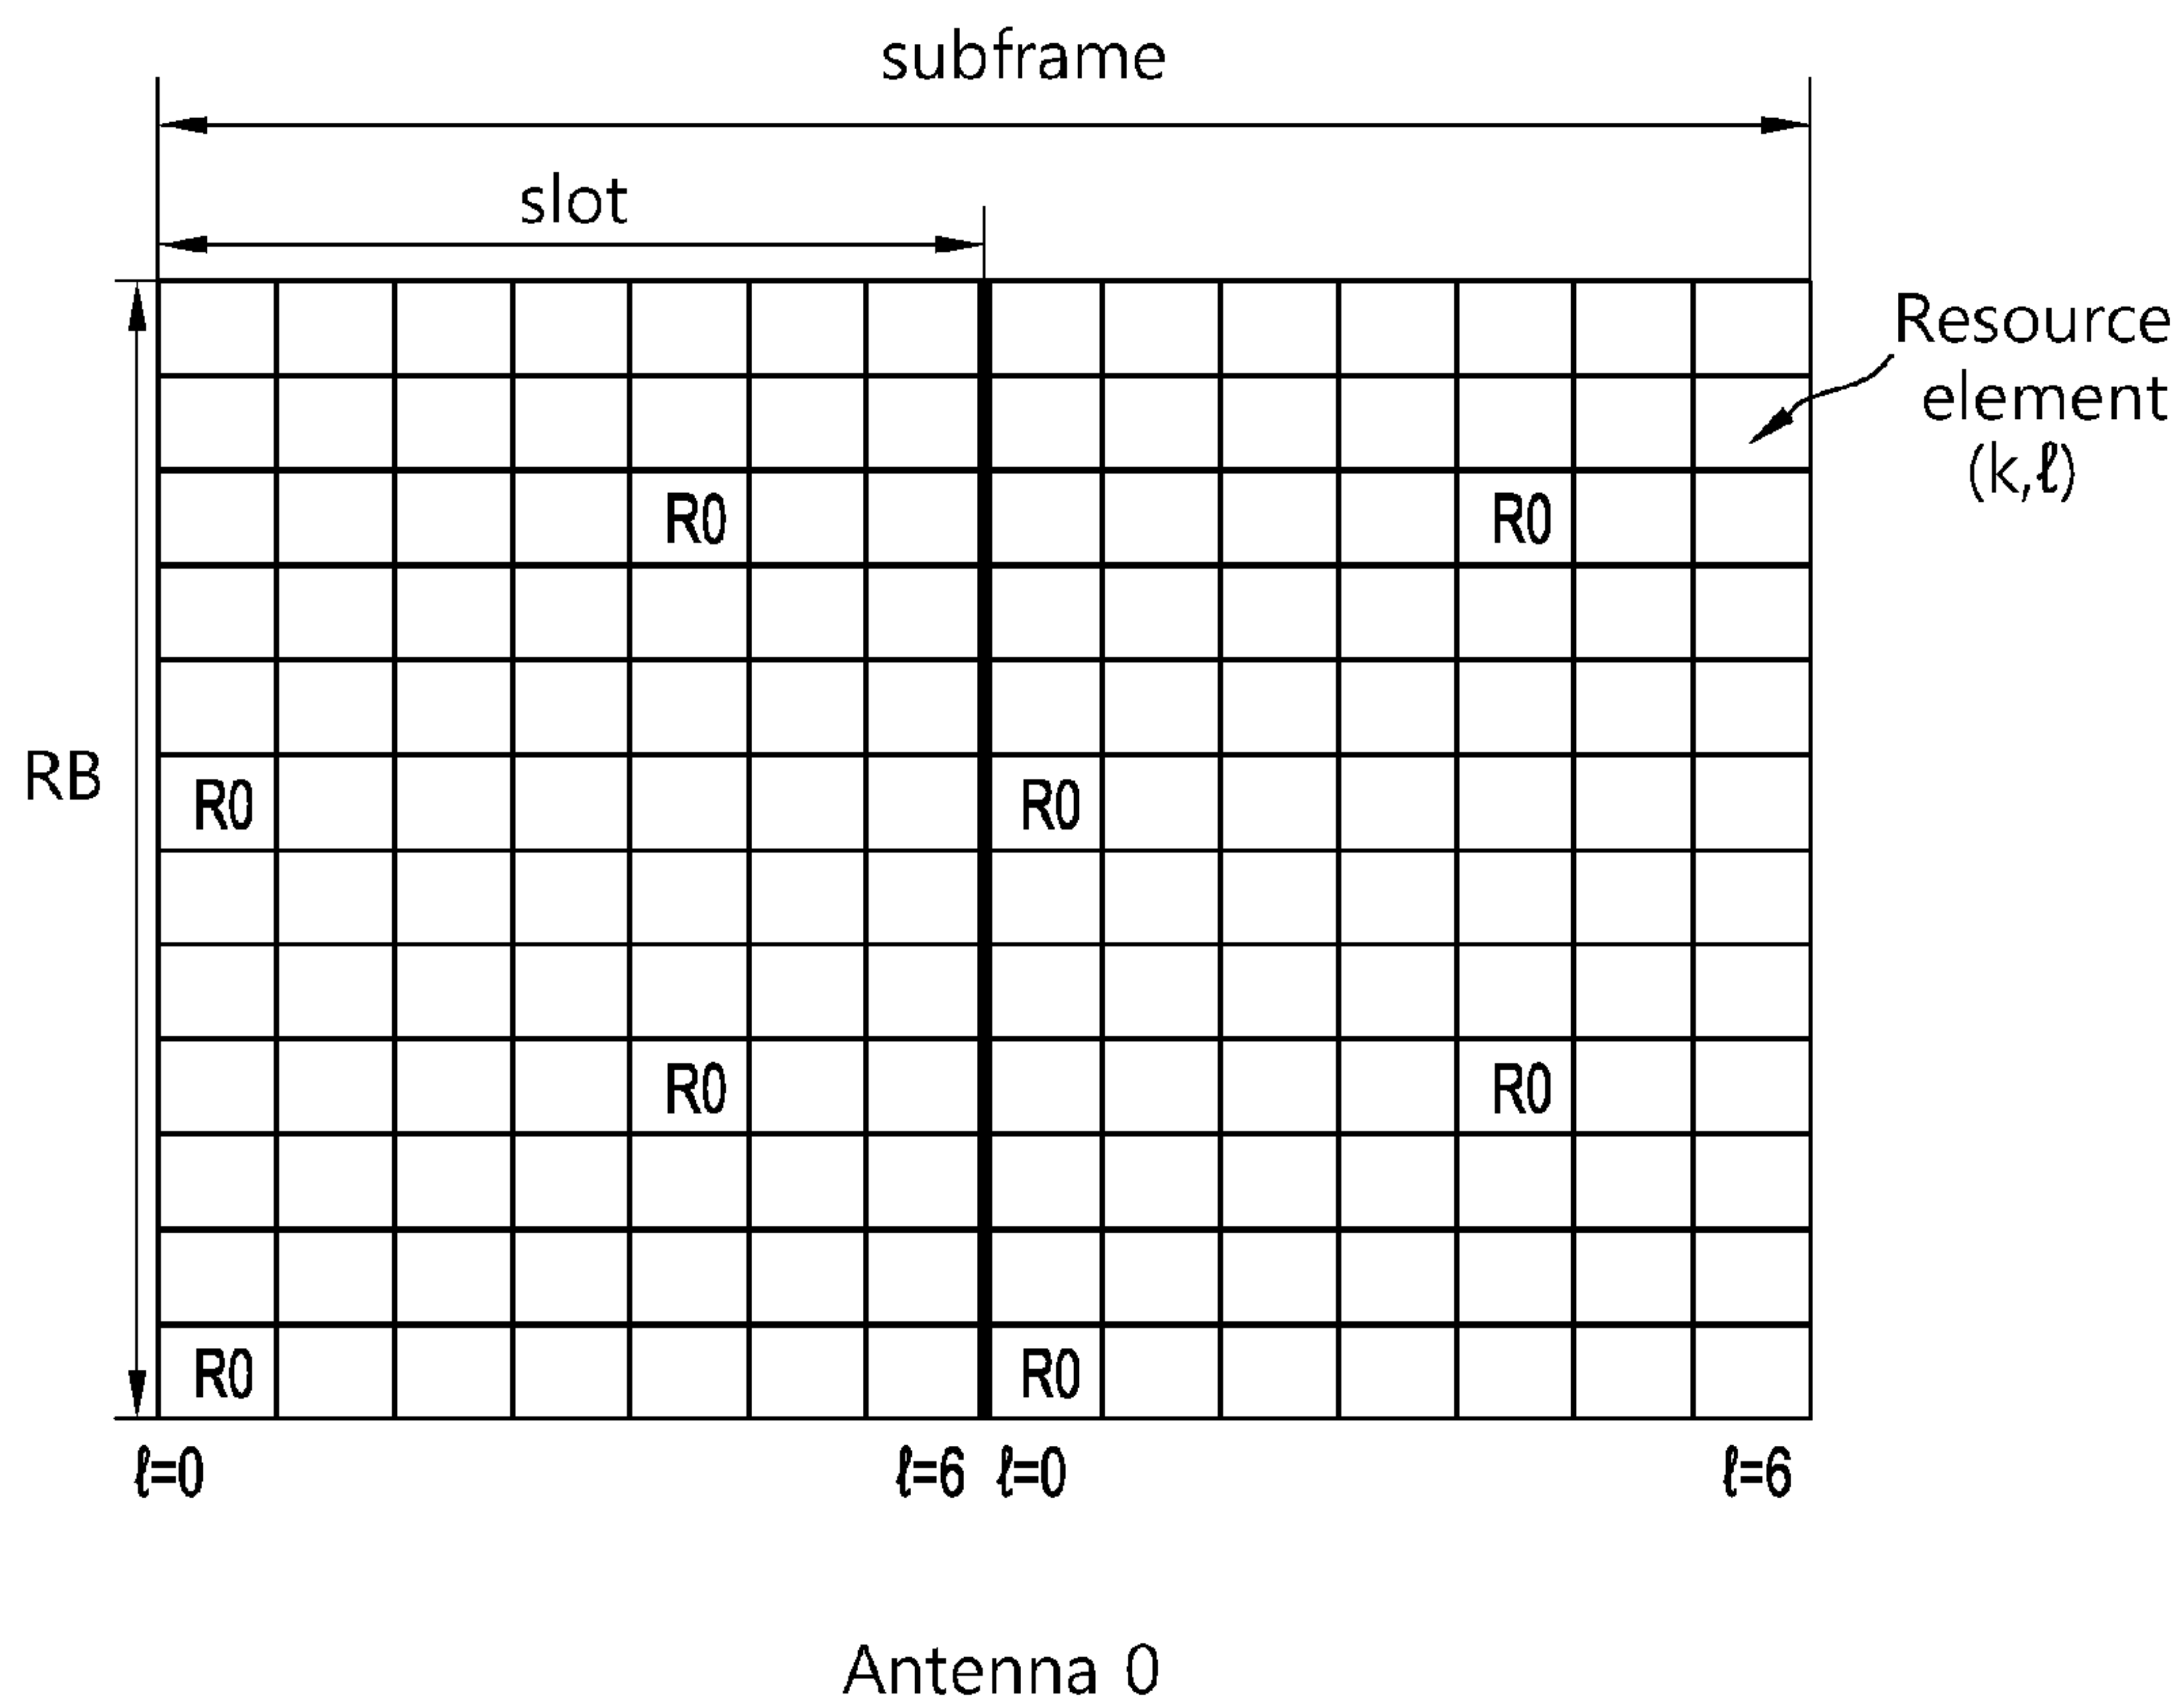 subframe
slot
Resource
element
(k,ℓ)
R0 R0
RB
R0 R0
R0 R0
R0 R0
ℓ=0 ℓ=6 ℓ=0 ℓ=6
Antenna 0